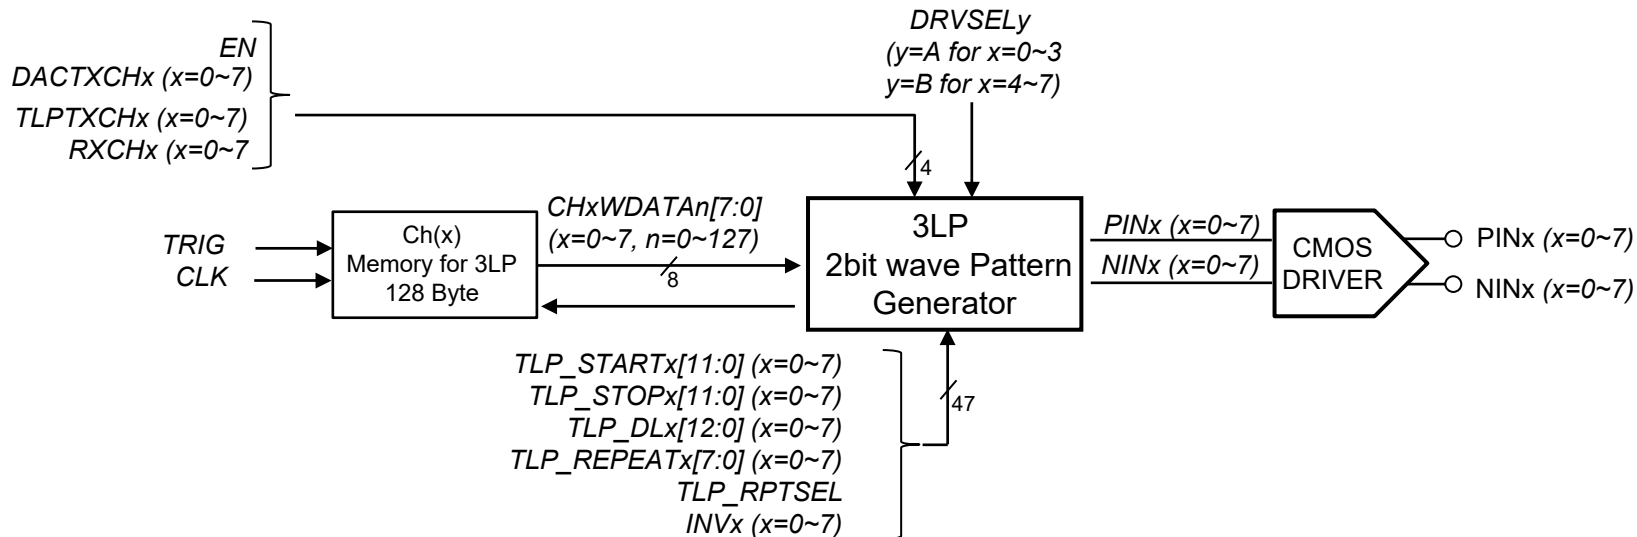 EN
DACTXCHx (x=0~7)
TLPTXCHx (x=0~7)
RXCHx (x=0~7
DRVSELy
(y=A for x=0~3
y=B for x=4~7)
4
TRIG
CLK
Ch(x)
Memory for 3LP
128 Byte
CHxWDATAn[7:0]
(x=0~7, n=0~127)
8
3LP
2bit wave Pattern
Generator
PINx (x=0~7)
NINx (x=0~7)
CMOS
DRIVER
PINx (x=0~7)
NINx (x=0~7)
TLP_STARTx[11:0] (x=0~7)
TLP_STOPx[11:0] (x=0~7)
TLP_DLx[12:0] (x=0~7)
TLP_REPEATx[7:0] (x=0~7)
TLP_RPTSEL
INVx (x=0~7)
47